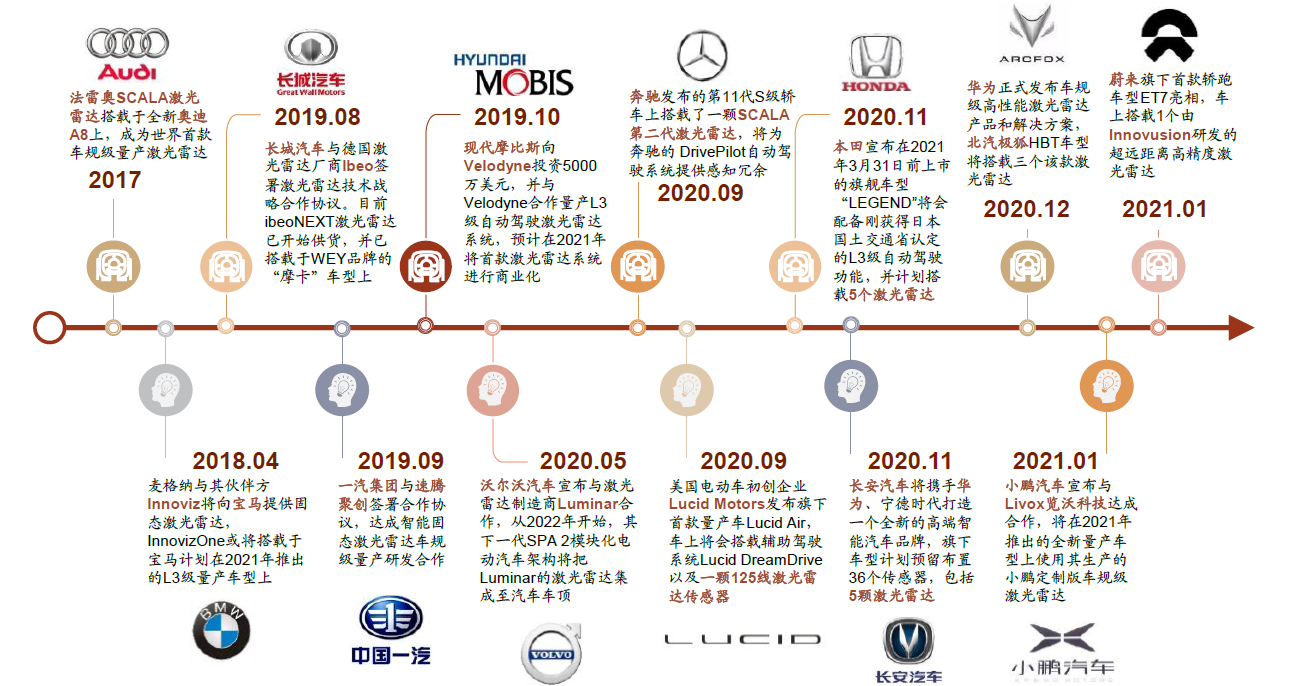 Audi
法雷奥SCALA激光
雷达搭载于全新奥迪
A8上，成为世界首款
车规级量产激光雷达
2017
长城汽车
Great Wall Motors
2019.08
长城汽车与德国激
光雷达厂商Ibeo签
署激光雷达技术战
略合作协议。目前
ibeoNEXT激光雷达
已开始供货，并已
搭载于WEY品牌的
“摩卡”车型上
HYUNDAI
MOBIS
2019.10
现代摩比斯向
Velodyne投资5000
万美元，并与
Velodyne合作量产L3
级自动驾驶激光雷达
系统，预计在2021年
将首款激光雷达系统
进行商业化
奔驰发布的第11代S级轿
车上搭载了一颗SCALA
第二代激光雷达，将为
奔驰的 DrivePilot自动驾
驶系统提供感知冗余
2020.09
HONDA
2020.11
本田宣布在2021
年3月31日前上市
的旗舰车型
“LEGEND”将会
配备刚获得日本
国土交通省认定
的L3级自动驾驶
功能，并计划搭
载5个激光雷达
ARCFOX
华为正式发布车规
级高性能激光雷达
产品和解决方案，
北汽极狐HBT车型
将搭载三个该款激
光雷达
2020.12
蔚来旗下首款轿跑
车型ET7亮相，车
上搭载1个由
Innovusion研发的
超远距离高精度激
光雷达
2021.01
2018.04
麦格纳与其伙伴方
Innoviz将向宝马提供固
态激光雷达，
InnovizOne或将搭载于
宝马计划在2021年推出
的L3级量产车型上
BMW
2019.09
一汽集团与速腾
聚创签署合作协
议，达成智能固
态激光雷达车规
级量产研发合作
中国一汽
2020.05
沃尔沃汽车宣布与激光
雷达制造商Luminar合
作，从2022年开始，其
下一代SPA 2模块化电
动汽车架构将把
Luminar的激光雷达集
成至汽车车顶
VOLVO
2020.09
美国电动车初创企业
Lucid Motors发布旗下
首款量产车Lucid Air，
车上将会搭载辅助驾驶
系统Lucid DreamDrive
以及一颗125线激光雷
达传感器
LUCID
2020.11
长安汽车将携手华
为、宁德时代打造
一个全新的高端智
能汽车品牌，旗下
车型计划预留布置
36个传感器，包括
5颗激光雷达
长安汽车
2021.01
小鹏汽车宣布与
Livox览沃科技达成
合作，将在2021年
推出的全新量产车
型上使用其生产的
小鹏定制版车规级
激光雷达
小鹏汽车